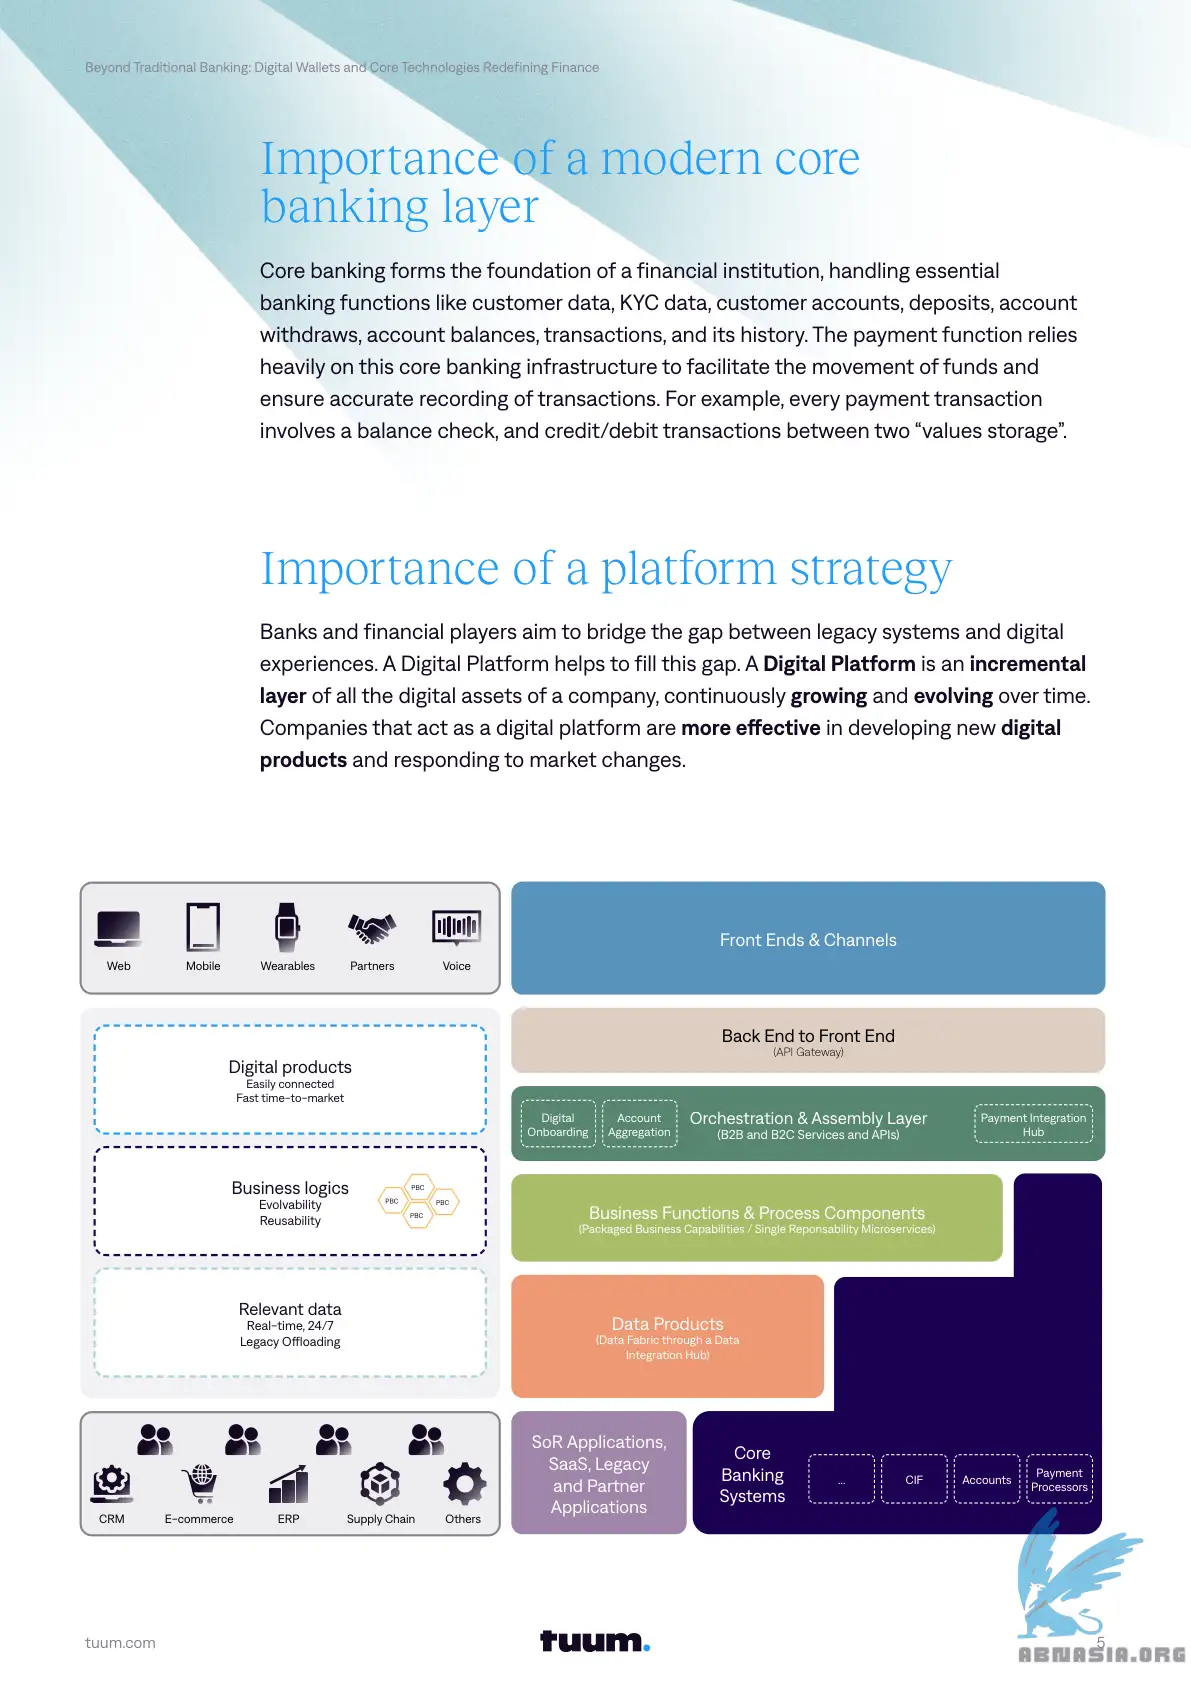 Beyond Traditional Banking: Digital Wallets and Core Technologies Redefining Finance
Importance of a modern core
banking layer
Core banking forms the foundation of a financial institution, handling essential
banking functions like customer data, KYC data, customer accounts, deposits, account
withdraws, account balances, transactions, and its history. The payment function relies
heavily on this core banking infrastructure to facilitate the movement of funds and
ensure accurate recording of transactions. For example, every payment transaction
involves a balance check, and credit/debit transactions between two “values storage”.
Importance of a platform strategy
Banks and financial players aim to bridge the gap between legacy systems and digital
experiences. A Digital Platform helps to fill this gap. A Digital Platform is an incremental
layer of all the digital assets of a company, continuously growing and evolving over time.
Companies that act as a digital platform are more effective in developing new digital
products and responding to market changes.
Web
Mobile
Wearables
Partners
Voice
Front Ends & Channels
Digital products
Easily connected
Fast time-to-market
Business logics
Evolvability
Reusability
PBC
PBC
PBC
PBC
Relevant data
Real-time, 24/7
Legacy Offloading
Back End to Front End
(API Gateway)
Digital
Onboarding
Account
Aggregation
Orchestration & Assembly Layer
(B2B and B2C Services and APIs)
Payment Integration
Hub
Business Functions & Process Components
(Packaged Business Capabilities / Single Reponsability Microservices)
Data Products
(Data Fabric through a Data
Integration Hub)
CRM
E-commerce
ERP
Supply Chain
Others
SoR Applications,
SaaS, Legacy
and Partner
Applications
Core
Banking
Systems
...
CIF
Accounts
Payment
Processors
tuum.com
tuum.
5
ABNASIA.ORG